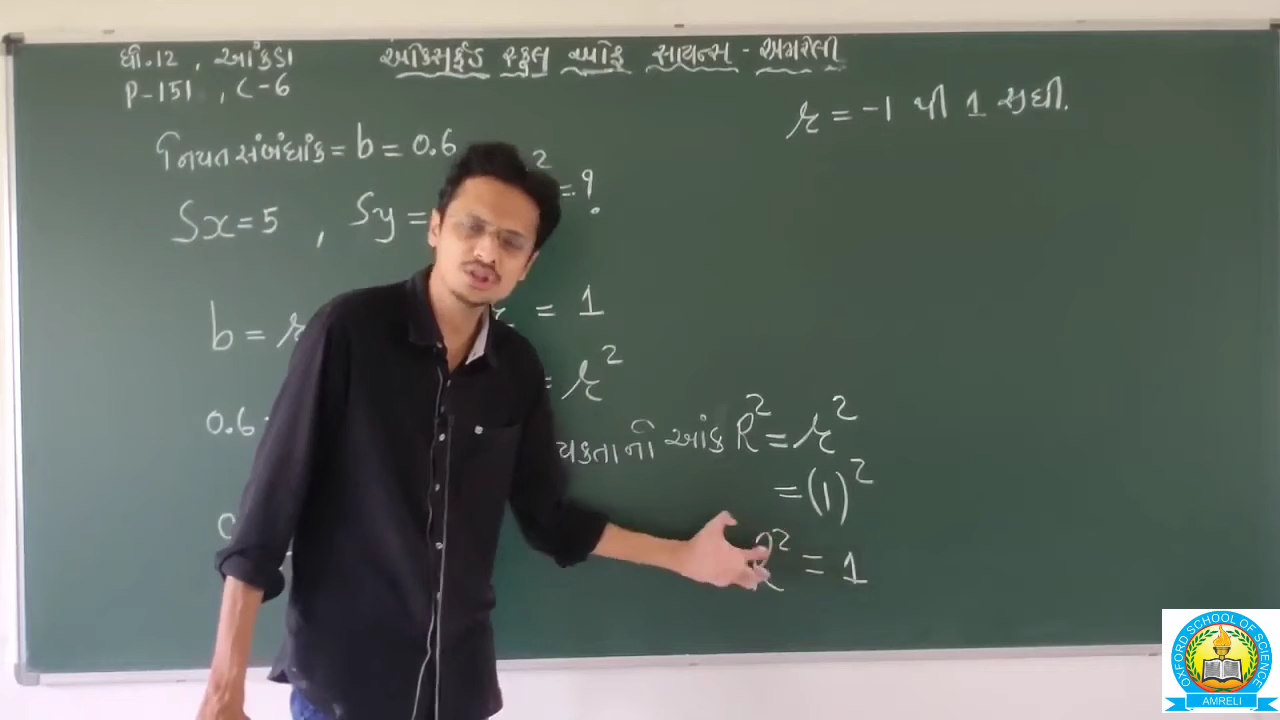 ધો.12 , આંકડા
P-151 , C-6
ઓક્સફર્ડ સ્કુલ ઓફ સાયન્સ - અમરેલી
r = -1 થી 1 સુધી.
નિયત સંબંધાંક = b = 0.6
2 = ?
Sx = 5 , Sy =
b = r
= 1
0.6
= r²
યકતાનો આંક R² = r²
= (1)²
R² = 1
OXFORD SCHOOL OF SCIENCE
AMRELI